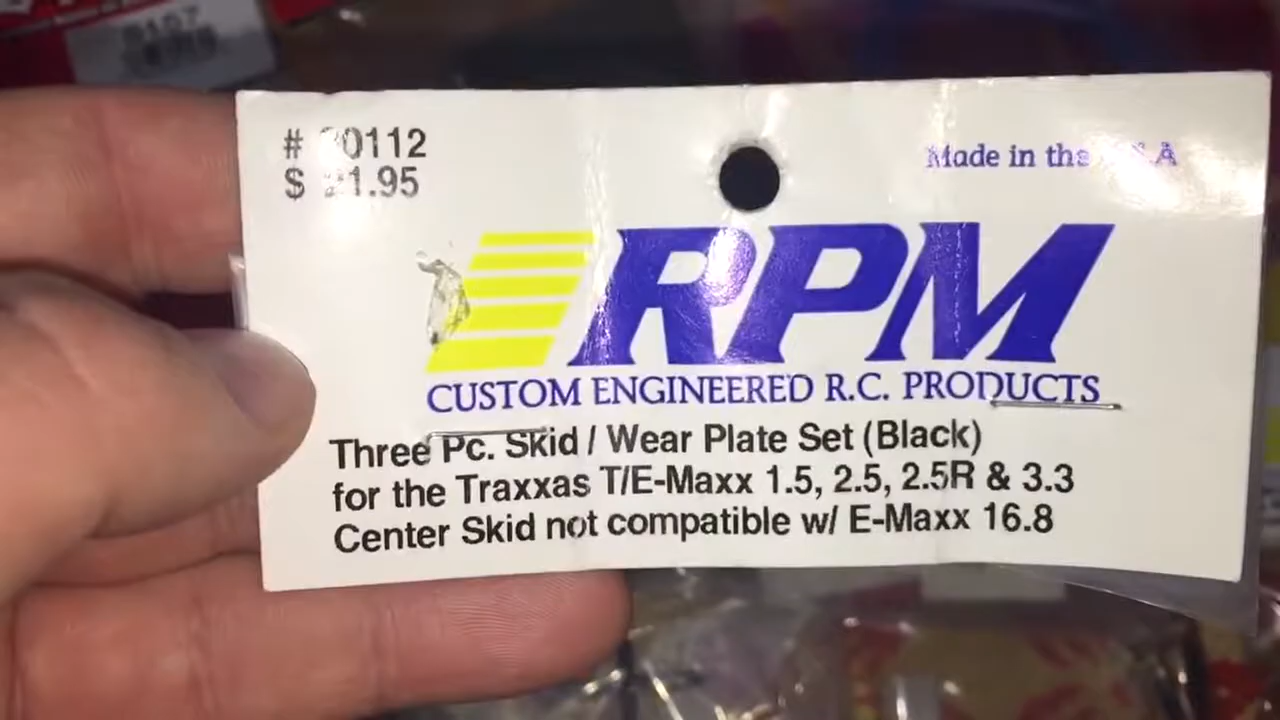 # 0112
$ 1.95
Made in the U.S.A
RPM
CUSTOM ENGINEERED R.C. PRODUCTS
Three Pc. Skid / Wear Plate Set (Black)
for the Traxxas T/E-Maxx 1.5, 2.5, 2.5R & 3.3
Center Skid not compatible w/ E-Maxx 16.8